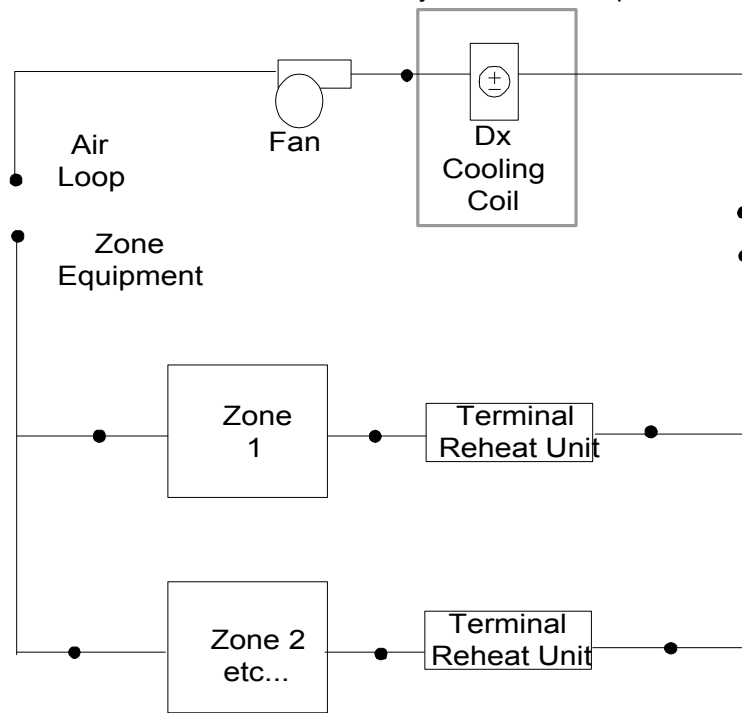 Fan
Dx
Cooling
Coil
Air
Loop
Zone
Equipment
Zone
1
Terminal
Reheat Unit
Zone 2
etc...
Terminal
Reheat Unit